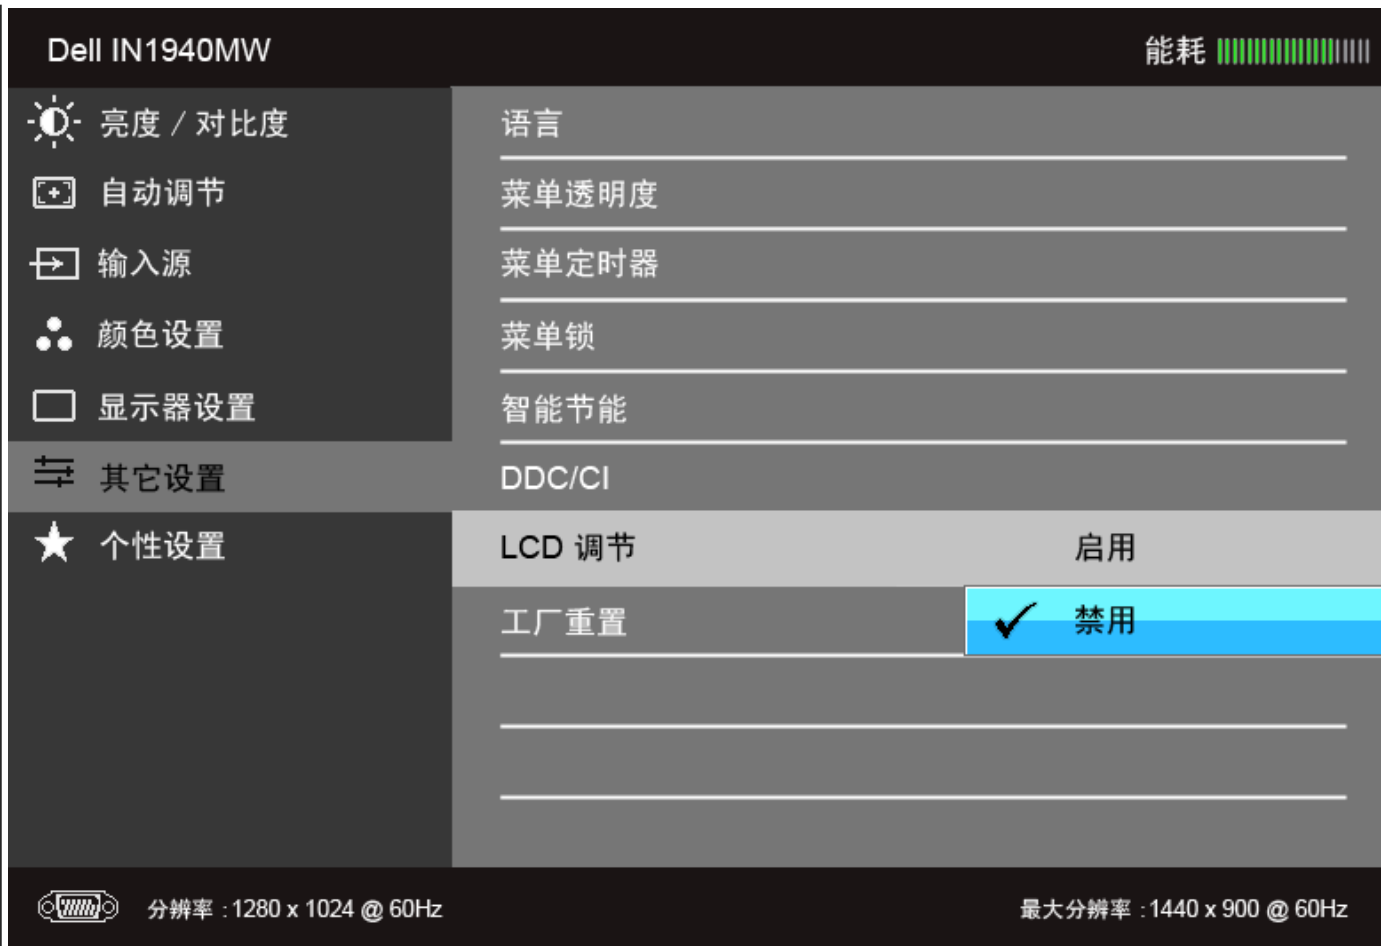 Dell IN1940MW
能耗
亮度 / 对比度
自动调节
输入源
颜色设置
显示器设置
其它设置
个性设置
语言
菜单透明度
菜单定时器
菜单锁
智能节能
DDC/CI
LCD 调节
启用
工厂重置
禁用
分辨率 : 1280 x 1024 @ 60Hz
最大分辨率 : 1440 x 900 @ 60Hz